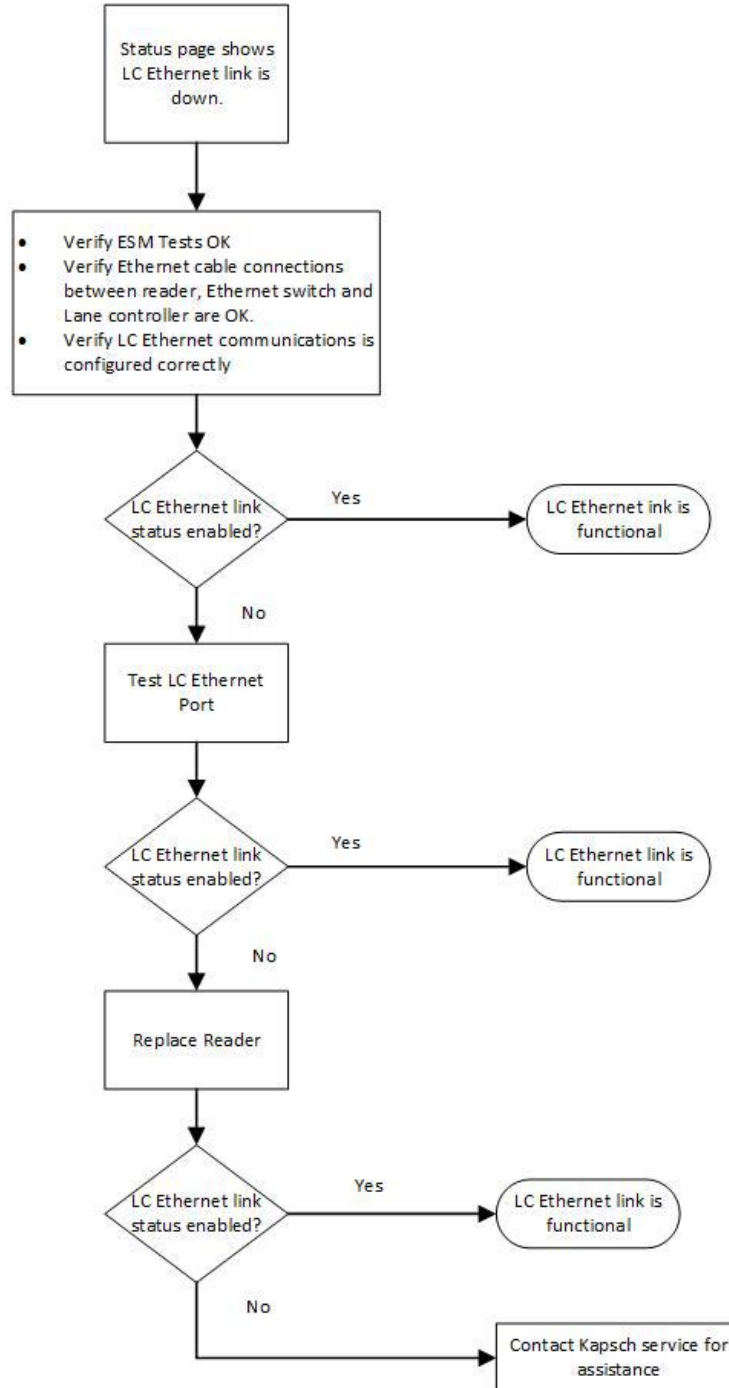 Status page shows
LC Ethernet link is
down.
• Verify ESM Tests OK
• Verify Ethernet cable connections
between reader, Ethernet switch and
Lane controller are OK.
• Verify LC Ethernet communications is
configured correctly
LC Ethernet link
status enabled?
Yes
LC Ethernet ink is
functional
No
Test LC Ethernet
Port
LC Ethernet link
status enabled?
Yes
LC Ethernet link is
functional
No
Replace Reader
LC Ethernet link
status enabled?
Yes
LC Ethernet link is
functional
No
Contact Kapsch service for
assistance